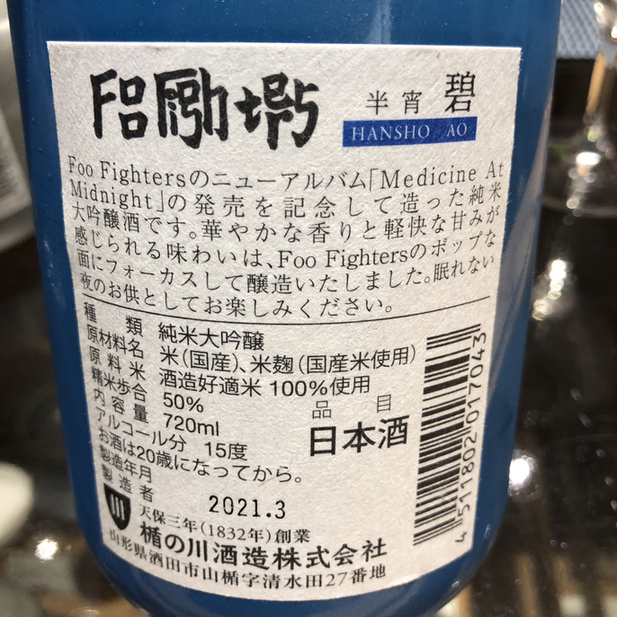 半宵 碧
HANSHO AO
Foo Fightersのニューアルバム「Medicine At
Midnight」の発売を記念して造った純米
大吟醸酒です。華やかな香りと軽快な甘みが
感じられる味わいは、Foo Fightersのポップな
面にフォーカスして醸造いたしました。眠れない
夜のお供としてお楽しみください。
種類 純米大吟醸
原材料名 米(国産)、米麹(国産米使用)
原料米 酒造好適米 100%使用
精米歩合 50%
内容量 720ml
アルコール分 15度
お酒は20歳になってから。
品目
日本酒
製造年月 2021.3
製造者
天保三年(1832年)創業
楯の川酒造株式会社
山形県酒田市山楯字清水田27番地
4 511802 017043